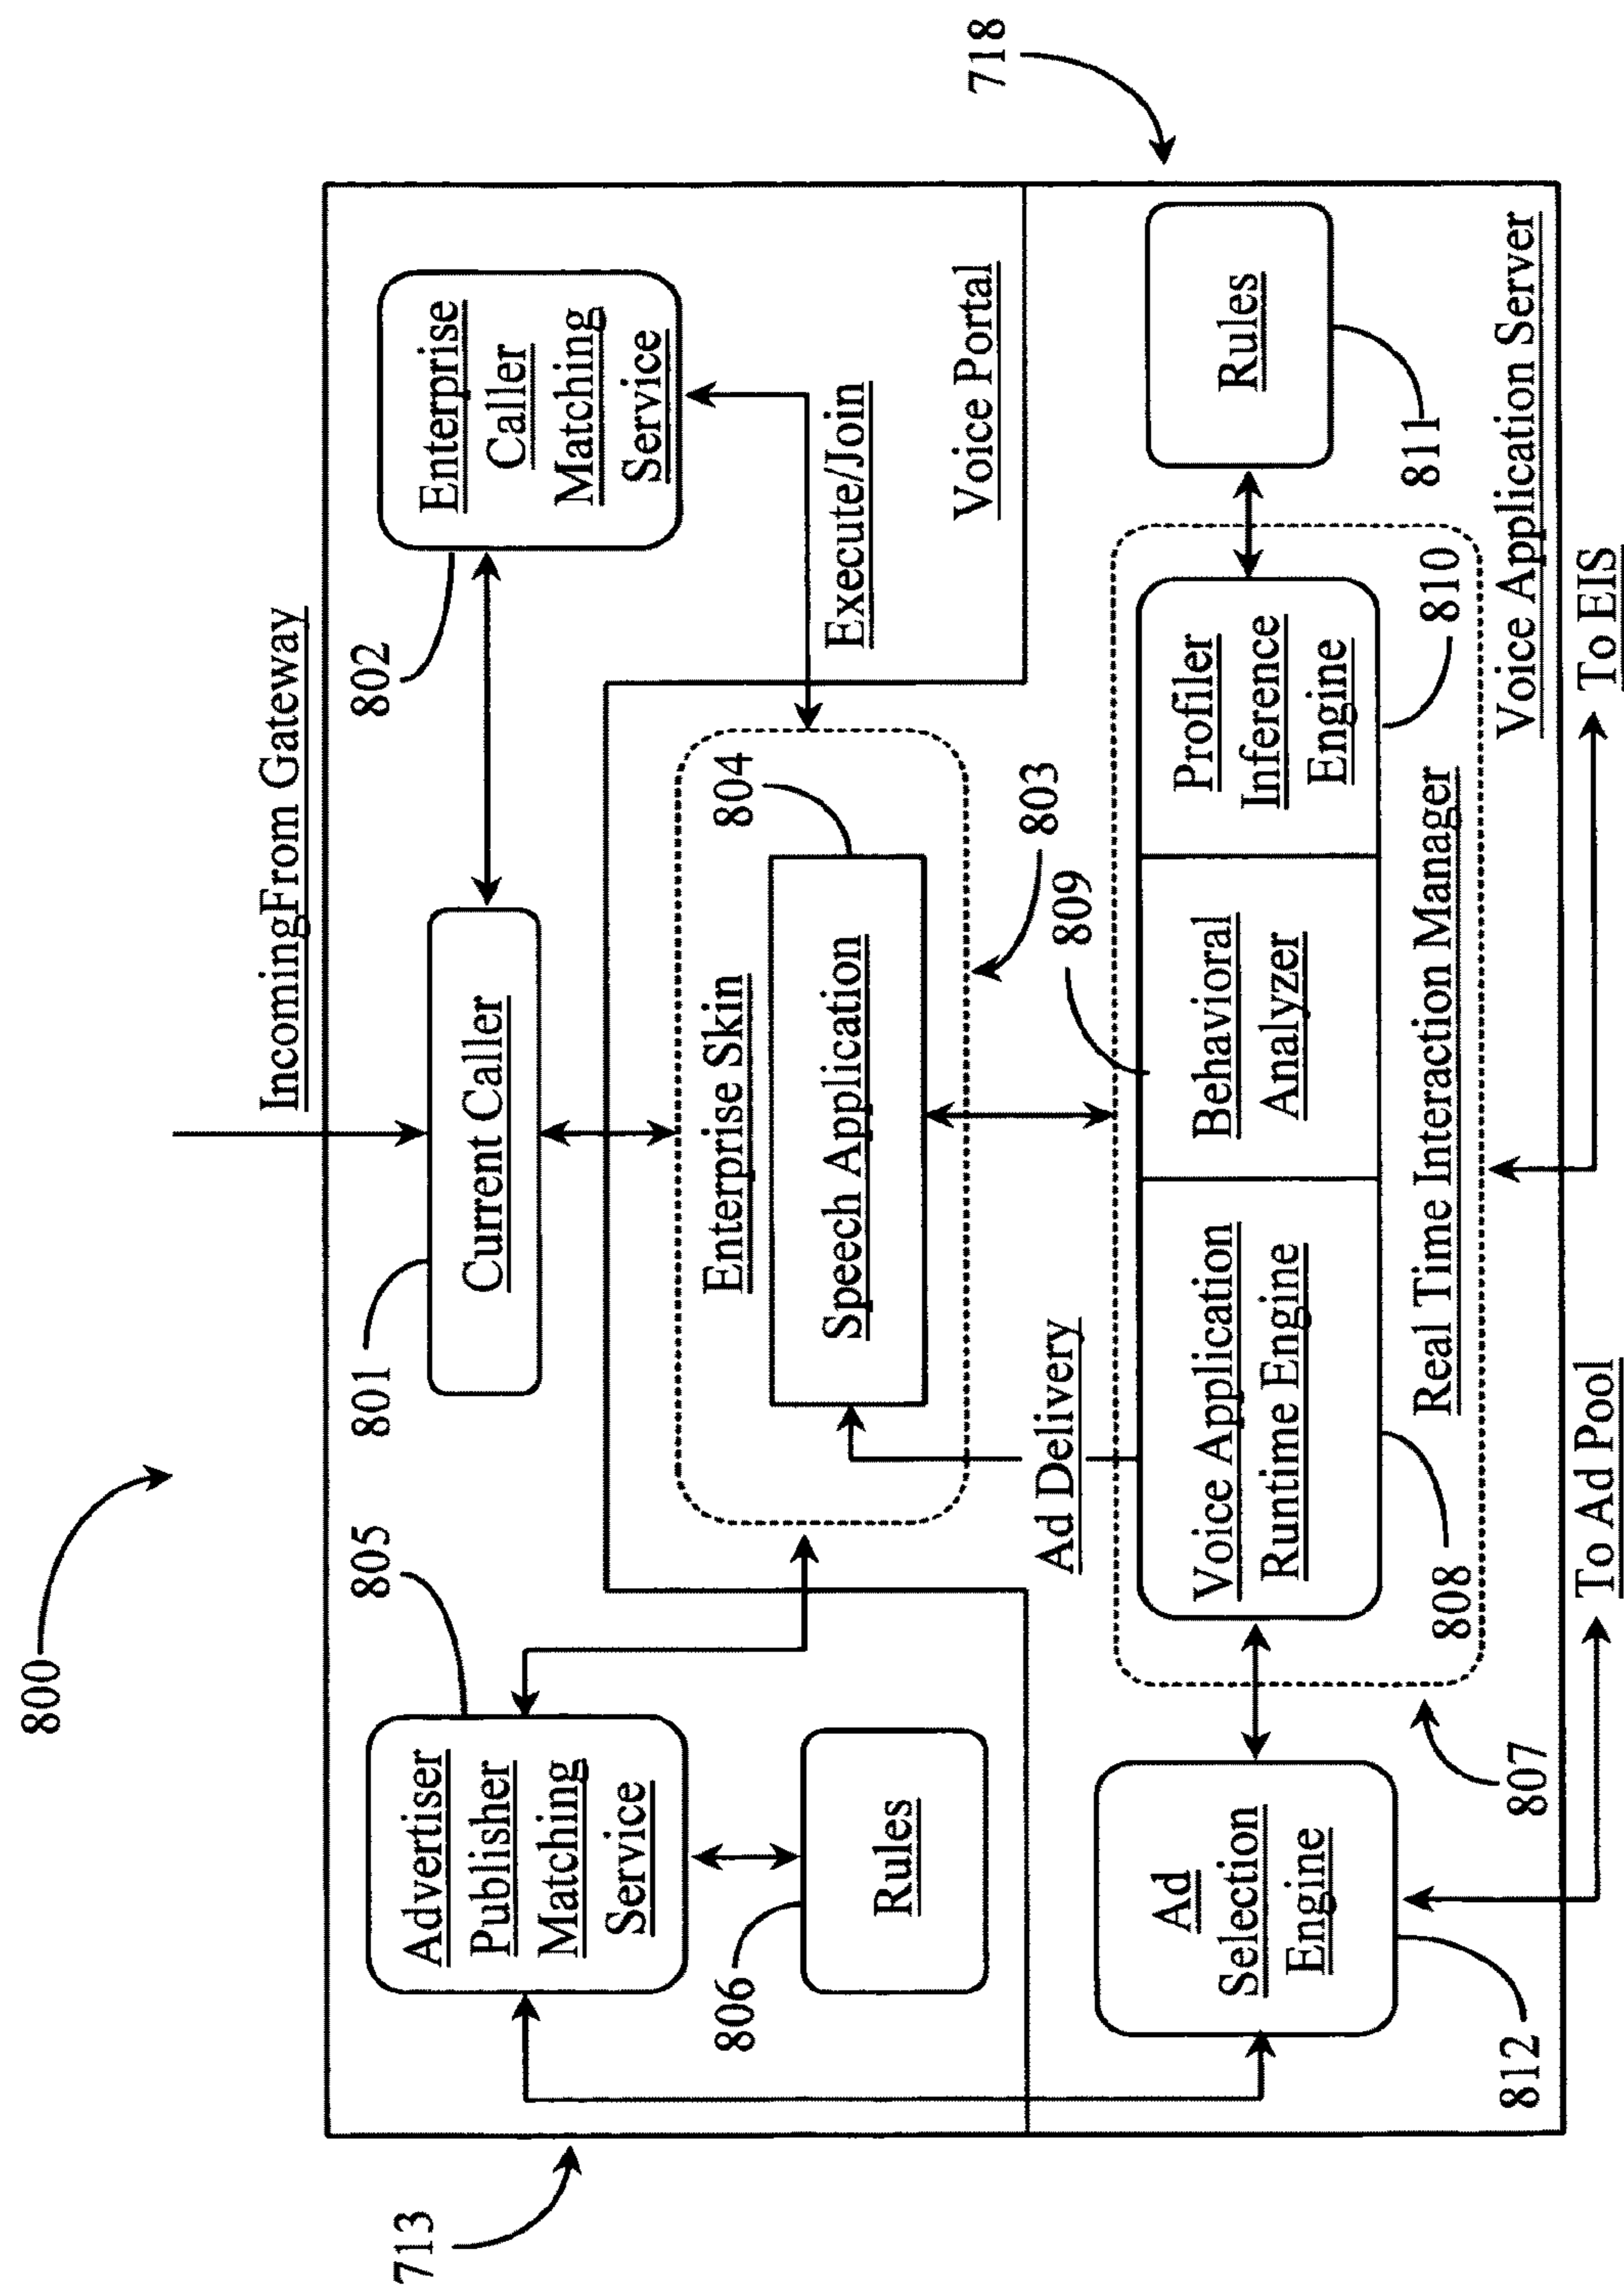 800
IncomingFrom Gateway
713
805
Advertiser
Publisher
Matching
Service
801
Current Caller
802
Enterprise
Caller
Matching
Service
806
Rules
Enterprise Skin
804
Speech Application
Execute/Join
Voice Portal
718
803
Ad Delivery
809
Ad
Selection
Engine
Voice Application
Runtime Engine
Behavioral
Analyzer
Profiler
Inference
Engine
Rules
812
807
808
Real Time Interaction Manager
810
811
Voice Application Server
To Ad Pool
To EIS